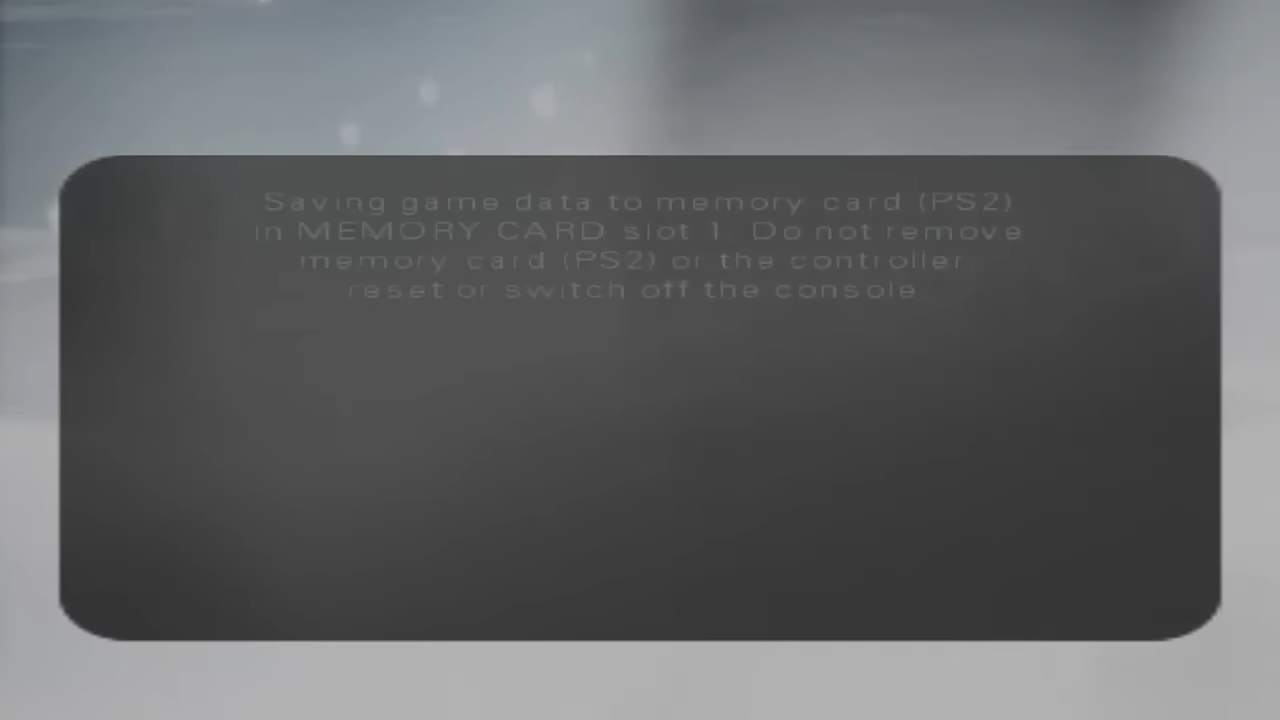 Saving game data to memory card (PS2)
in MEMORY CARD slot 1. Do not remove
memory card (PS2) or the controller,
reset or switch off the console.